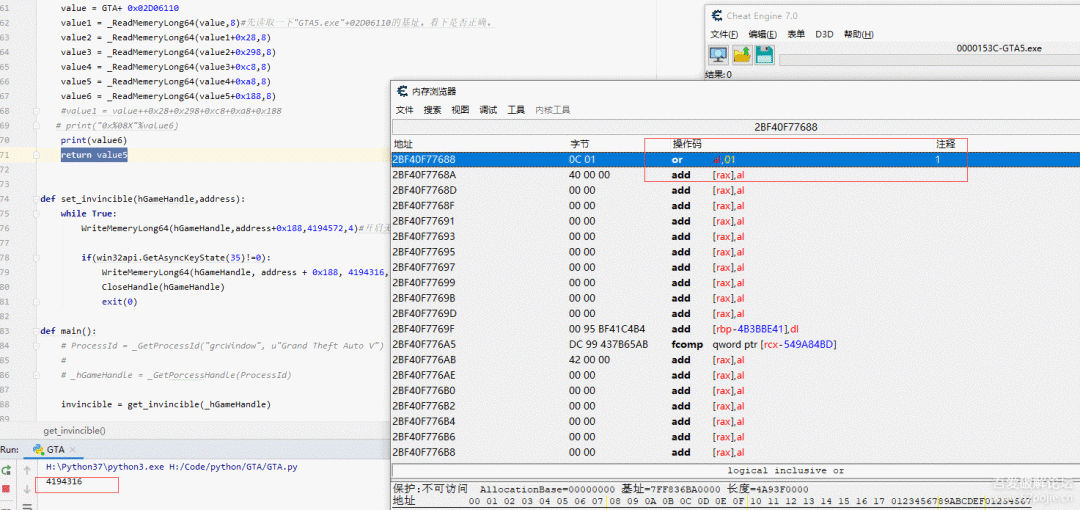 61 value = GTA+ 0x02D06110
62 value1 = _ReadMemeryLong64(value,8)#先读取一下"GTA5.exe"+02D06110的基址，看下是否正确。
63 value2 = _ReadMemeryLong64(value1+0x28,8)
64 value3 = _ReadMemeryLong64(value2+0x298,8)
65 value4 = _ReadMemeryLong64(value3+0xc8,8)
66 value5 = _ReadMemeryLong64(value4+0xa8,8)
67 value6 = _ReadMemeryLong64(value5+0x188,8)
68 #value1 = value++0x28+0x298+0xc8+0xa8+0x188
69 # print("0x%08X"%value6)
70 print(value6)
71 return value5
72
73
74 def set_invincible(hGameHandle,address):
75 while True:
76 WriteMemeryLong64(hGameHandle,address+0x188,4194572,4)#开启
77
78 if(win32api.GetAsyncKeyState(35)!=0):
79 WriteMemeryLong64(hGameHandle, address + 0x188, 4194316,
80 CloseHandle(hGameHandle)
81 exit(0)
82
83 def main():
84 # ProcessId = _GetProcessId("grcWindow", u"Grand Theft Auto V")
85 #
86 # _hGameHandle = _GetPorcessHandle(ProcessId)
87
88 invincible = get_invincible(_hGameHandle)
89
get_invincible()
Run: GTA ×
H:\Python37\python3.exe H:/Code/python/GTA/GTA.py
4194316
Cheat Engine 7.0
文件(F) 编辑(E) 表单 D3D 帮助(H)
0000153C-GTA5.exe
结果:0
内存浏览器
文件 搜索 视图 调试 工具 内核工具
2BF40F77688
地址 字节 操作码 注释
2BF40F77688 0C 01 or al,01 1
2BF40F7768A 40 00 00 add [rax],al
2BF40F7768D 00 00 add [rax],al
2BF40F7768F 00 00 add [rax],al
2BF40F77691 00 00 add [rax],al
2BF40F77693 00 00 add [rax],al
2BF40F77695 00 00 add [rax],al
2BF40F77697 00 00 add [rax],al
2BF40F77699 00 00 add [rax],al
2BF40F7769B 00 00 add [rax],al
2BF40F7769D 00 00 add [rax],al
2BF40F7769F 00 95 BF41C4B4 add [rbp-4B3BBE41],dl
2BF40F776A5 DC 99 437B65AB fcomp qword ptr [rcx-549A84BD]
2BF40F776AB 42 00 00 add [rax],al
2BF40F776AE 00 00 add [rax],al
2BF40F776B0 00 00 add [rax],al
2BF40F776B2 00 00 add [rax],al
2BF40F776B4 00 00 add [rax],al
2BF40F776B6 00 00 add [rax],al
2BF40F776B8 00 00 add [rax],al
logical inclusive or
保护:不可访问 AllocationBase=00000000 基址=7FF836BA0000 长度=4A93F0000
地址 00 01 02 03 04 05 06 07 08 09 0A 0B 0C 0D 0E 0F 10 11 12 13 14 15 16 17 0123456789ABCDEF01234567
吾爱破解论坛